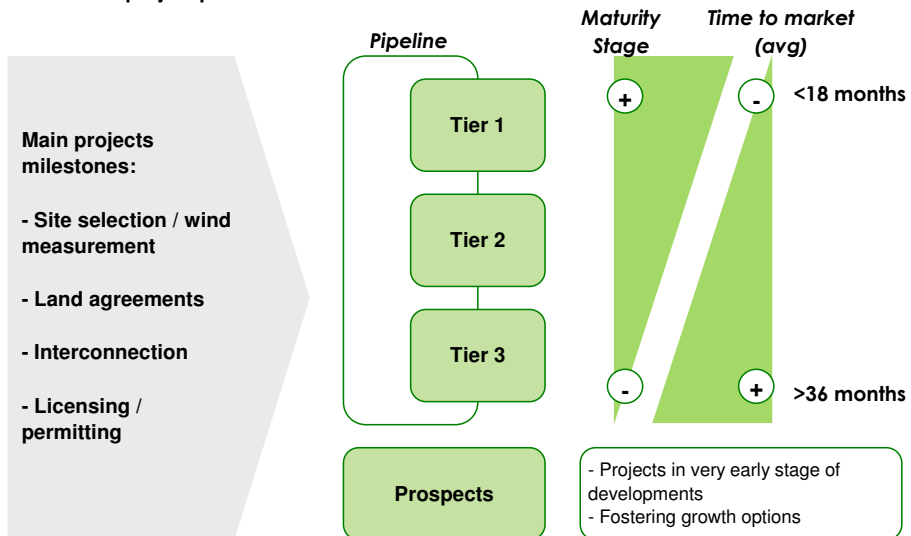 Maturity
Stage
Time to market
(avg)
Pipeline
+
-
<18 months
Tier 1
Main projects
milestones:
- Site selection / wind
measurement
Tier 2
- Land agreements
- Interconnection
Tier 3
-
+
>36 months
- Licensing /
permitting
Prospects
- Projects in very early stage of
developments
- Fostering growth options